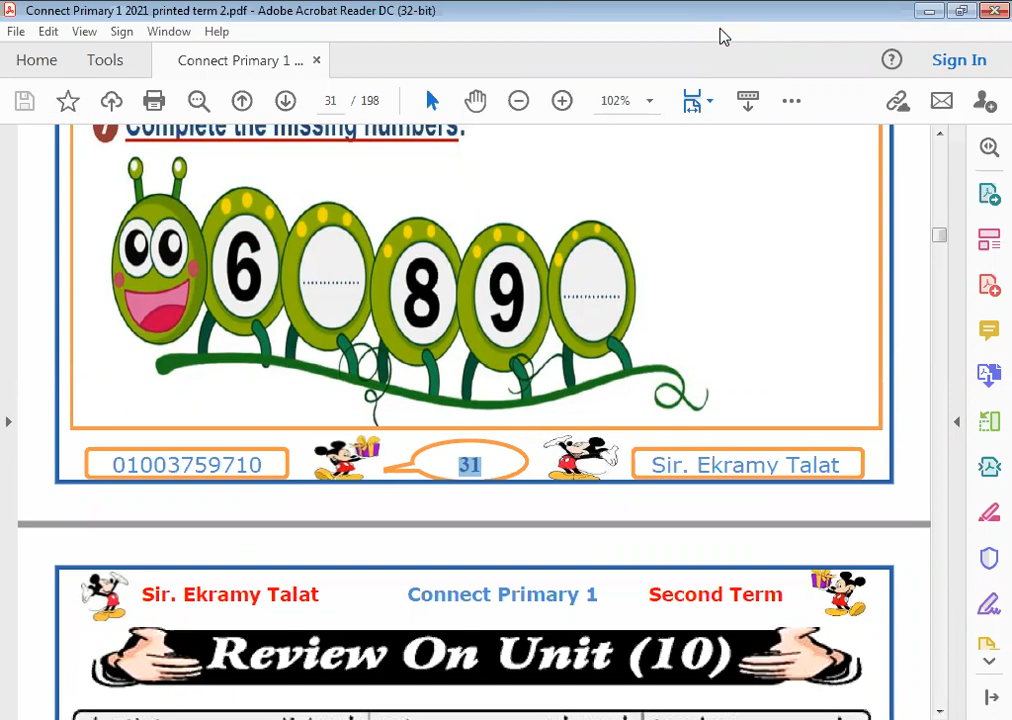 Connect Primary 1 2021 printed term 2.pdf - Adobe Acrobat Reader DC (32-bit)
File Edit View Sign Window Help
Home Tools Connect Primary 1 ... × Sign In
31 / 198 102%
7 Complete the missing numbers.
6 ............ 8 9 ............
01003759710 31 Sir. Ekramy Talat
Sir. Ekramy Talat Connect Primary 1 Second Term
Review On Unit (10)